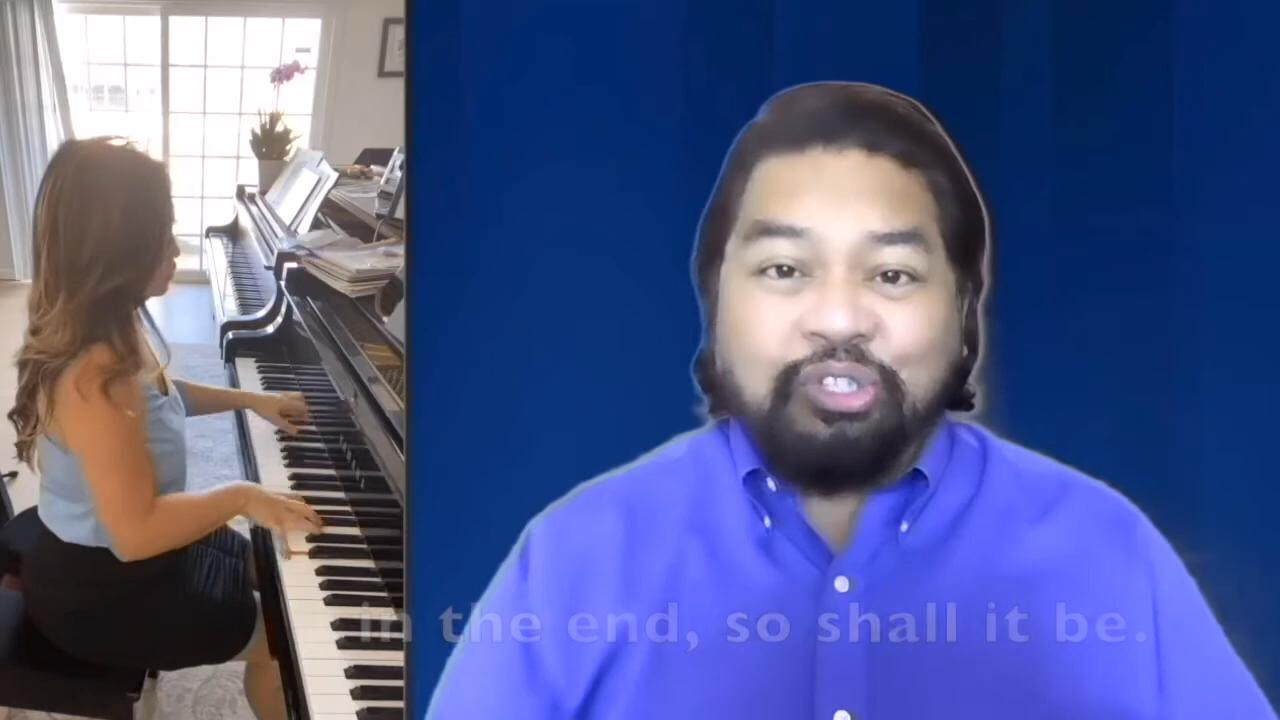 in the end, so shall it be.